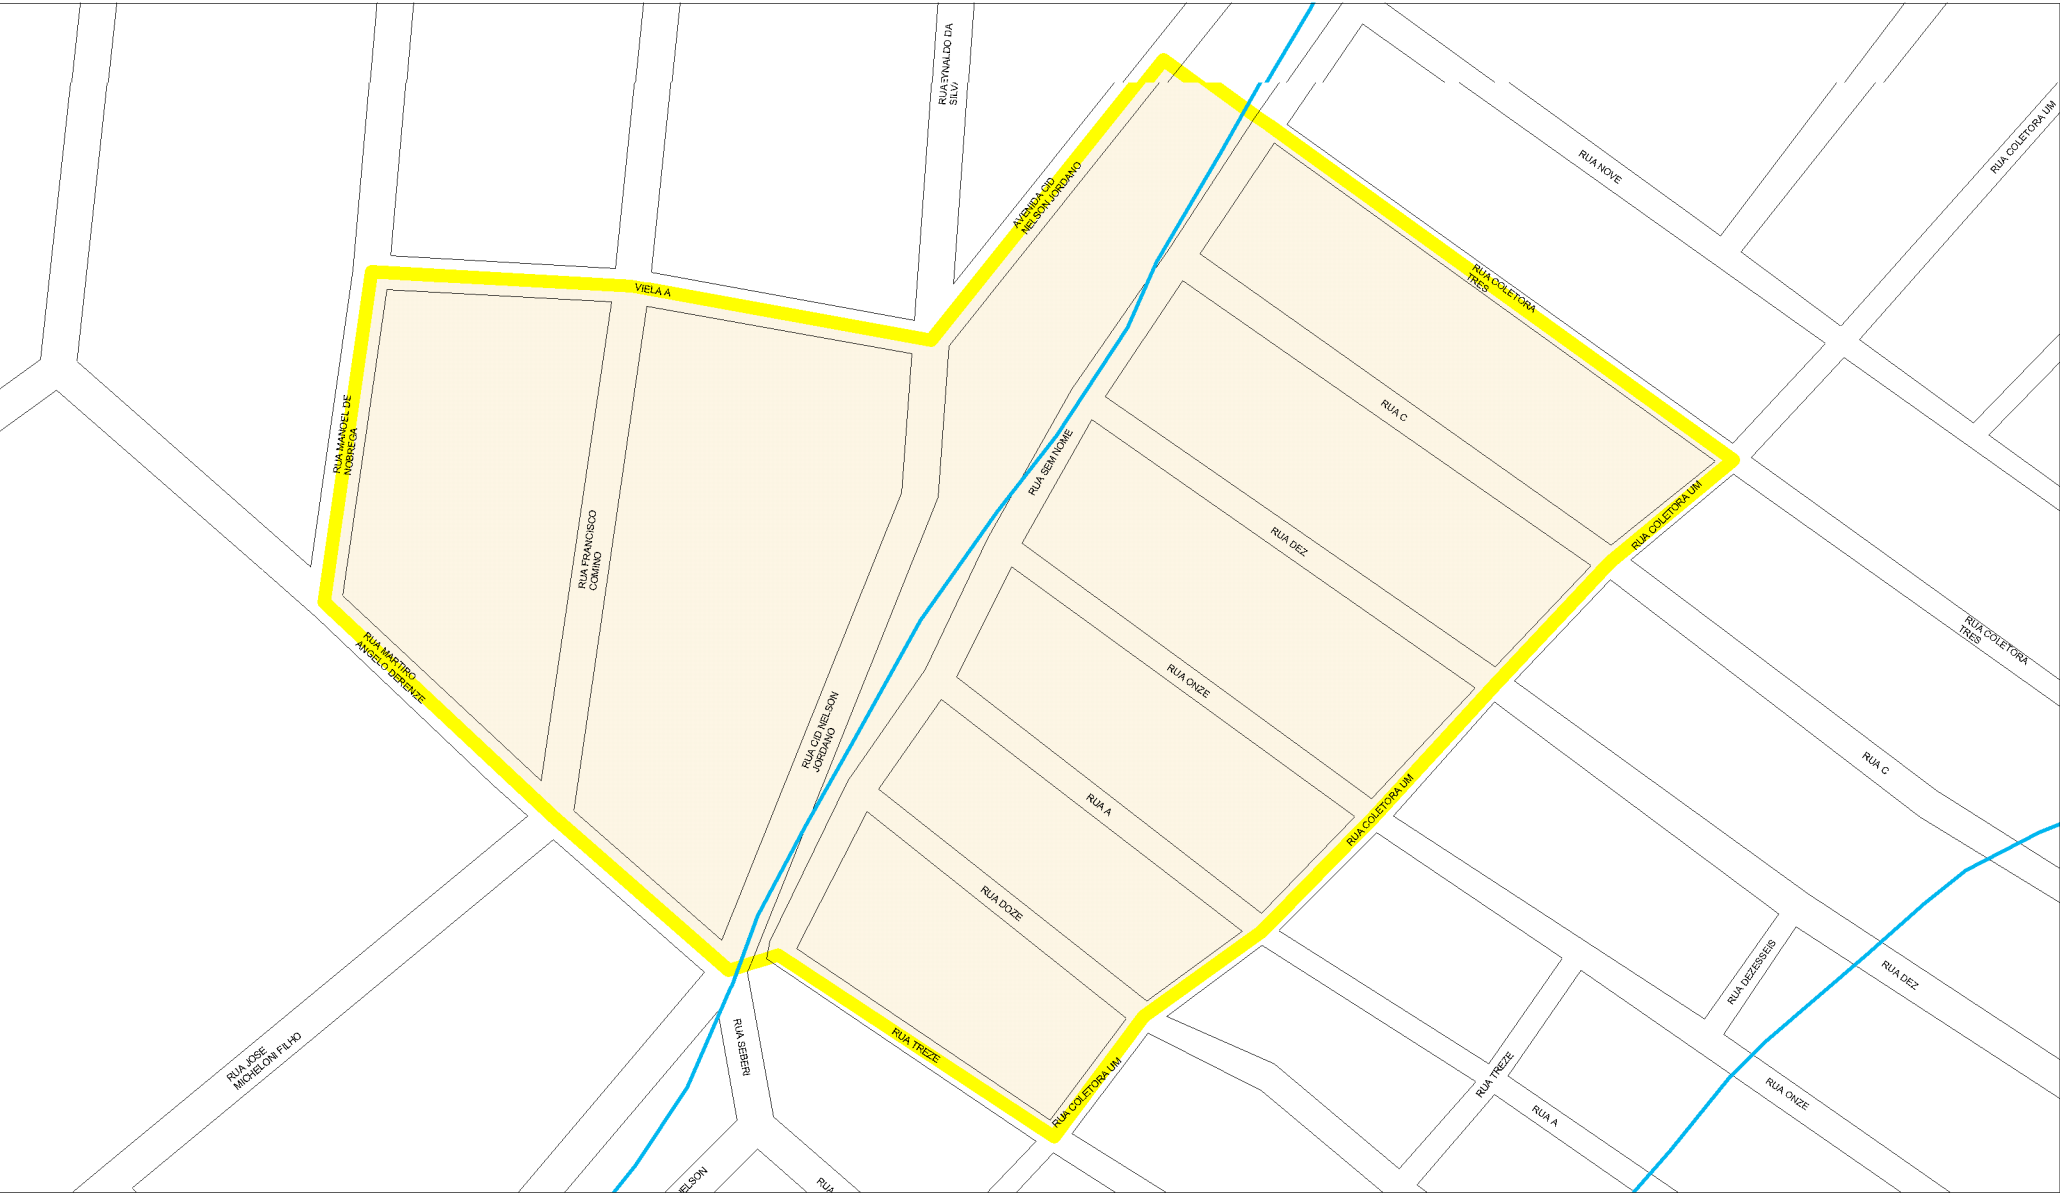 RUA COLETORA UM
RUA NOVE
AVENIDA CID
NELSON JORDANO
RUA COLETORA
TRES
VIELA A
RUA C
RUA MANOEL DE
NOBREGA
RUA SEM NOME
RUA COLETORA UM
RUA DEZ
RUA FRANCISCO
COMINO
RUA COLETORA
TRES
RUA MARTIRO
ANGELO DERENZE
RUA ONZE
RUA CID NELSON
JORDANO
RUA C
RUA A
RUA COLETORA UM
RUA DOZE
RUA DEZESSEIS
RUA DEZ
RUA JOSE
MICHELONI FILHO
RUA SEBERI
RUA TREZE
RUA COLETORA UM
RUA TREZE
RUA ONZE
RUA A
RUA